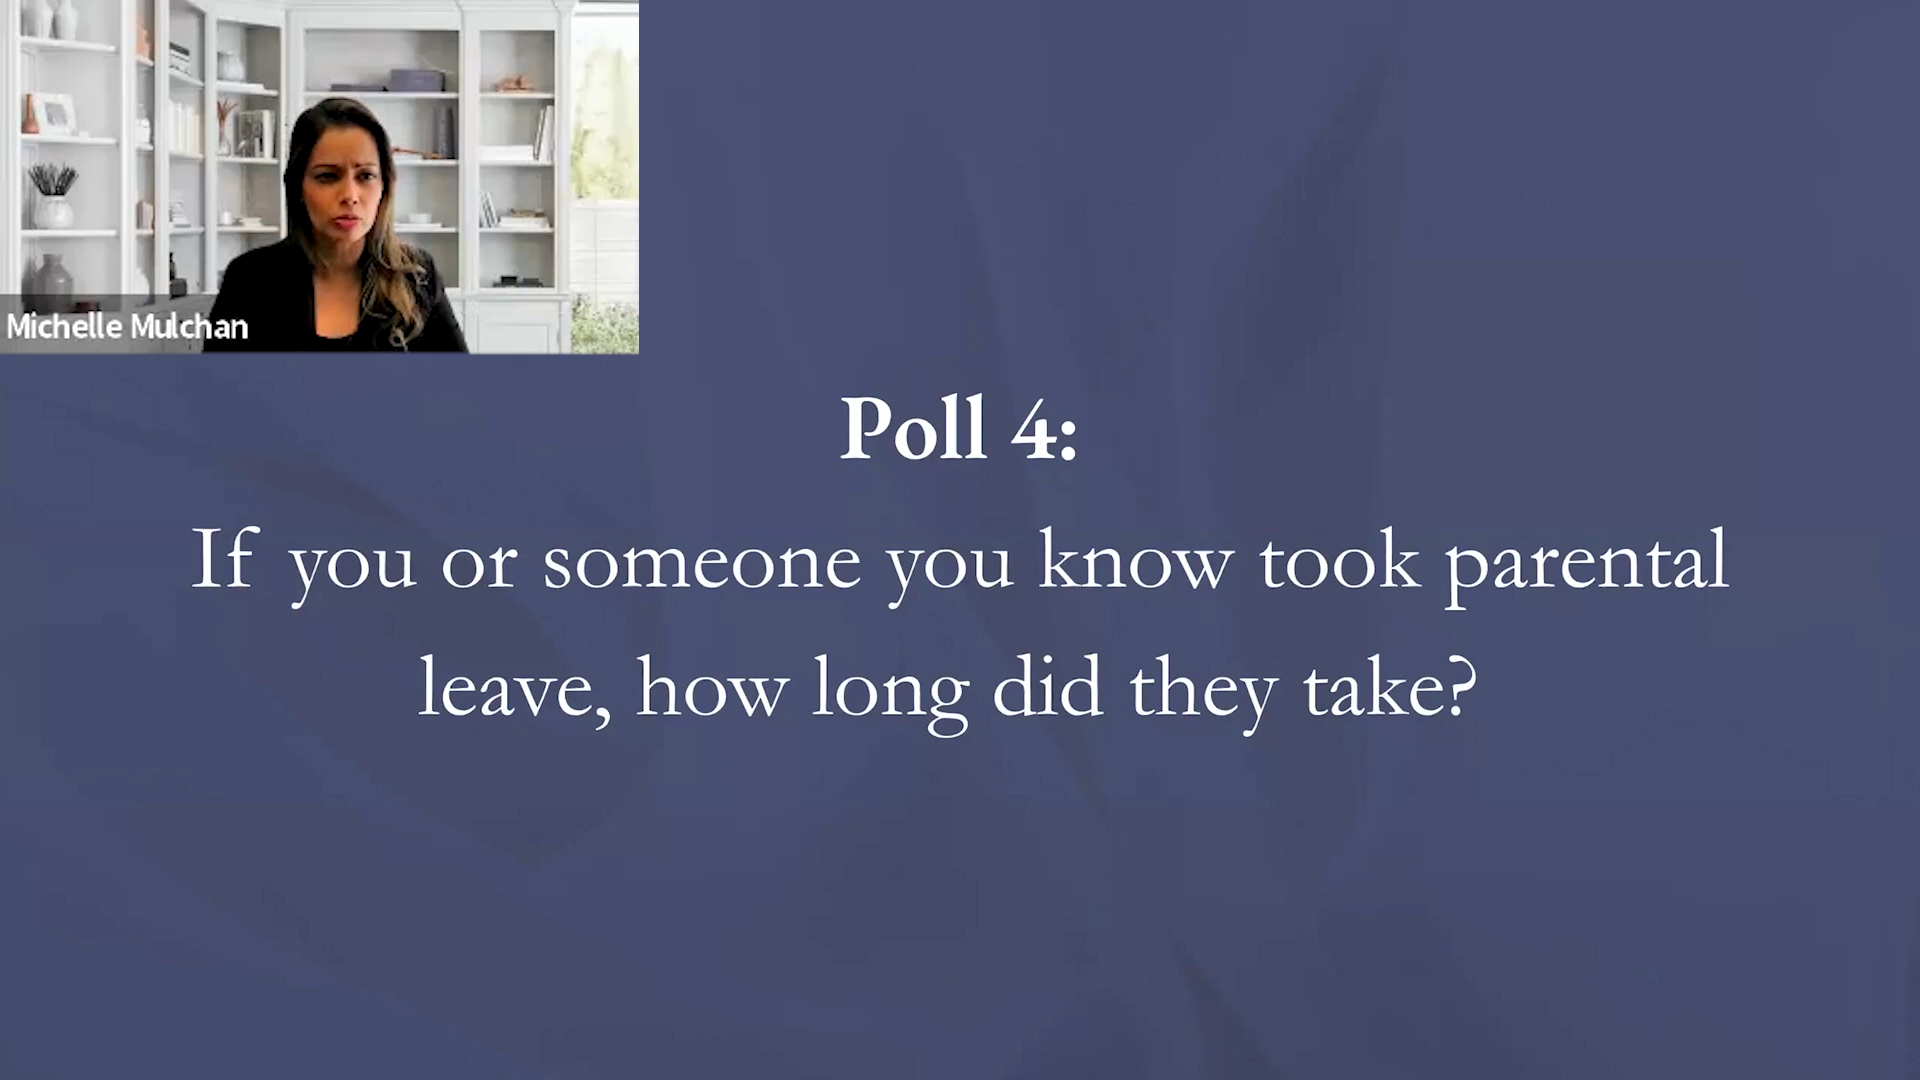 Michelle Mulchan
Poll 4:
If you or someone you know took parental
leave, how long did they take?